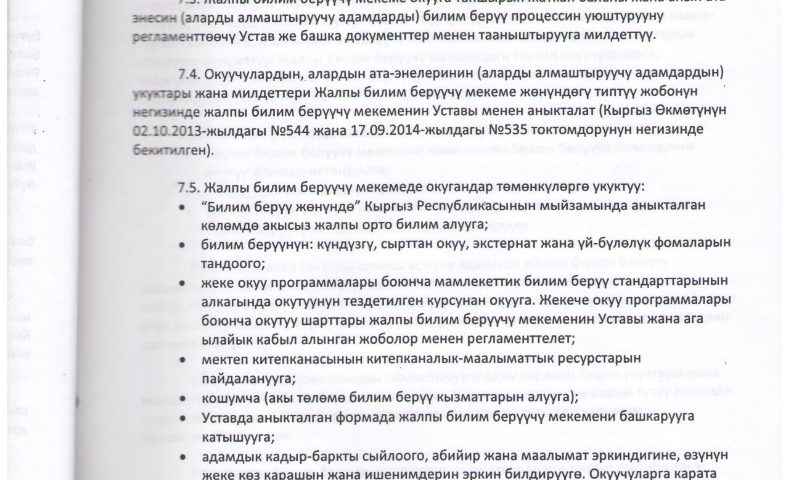 7.3. Жалпы билим берүүчү мекеме окууга тапшырып жаткан баланы жана анын ата-
энесин (аларды алмаштыруучу адамдарды) билим берүү процессин уюштурууну
регламенттөөчү Устав же башка документтер менен тааныштырууга милдеттүү.
7.4. Окуучулардын, алардын ата-энелеринин (аларды алмаштыруучу адамдардын)
укуктары жана милдеттери Жалпы билим берүүчү мекеме жөнүндөгү типтүү жобонун
негизинде жалпы билим берүүчү мекеменин Уставы менен аныкталат (Кыргыз Өкмөтүнүн
02.10.2013-жылдагы №544 жана 17.09.2014-жылдагы №535 токтомдорунун негизинде
бекитилген).
7.5. Жалпы билим берүүчү мекемеде окугандар төмөнкүлөргө укуктуу:
• “Билим берүү жөнүндө” Кыргыз Республикасынын мыйзамында аныкталган
көлөмдө акысыз жалпы орто билим алууга;
• билим берүүнүн: күндүзгү, сырттан окуу, экстернат жана үй-бүлөлүк фомаларын
тандоого;
• жеке окуу программалары боюнча мамлекеттик билим берүү стандарттарынын
алкагында окутуунун тездетилген курсунан окууга. Жекече окуу программалары
боюнча окутуу шарттары жалпы билим берүүчү мекеменин Уставы жана ага
ылайык кабыл алынган жоболор менен регламенттелет;
• мектеп китепканасынын китепканалык-маалыматтык ресурстарын
пайдаланууга;
• кошумча (акы төлөмө билим берүү кызматтарын алууга);
• Уставда аныкталган формада жалпы билим берүүчү мекемени башкарууга
катышууга;
• адамдык кадыр-баркты сыйлоого, абийир жана маалымат эркиндигине, өзүнүн
жеке көз карашын жана ишенимдерин эркин билдирүүгө. Окуучуларга карата